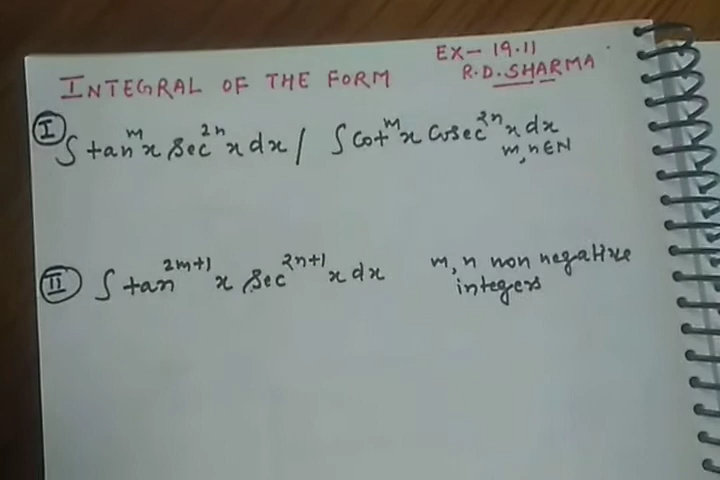 EX- 19.11
INTEGRAL OF THE FORM R.D. SHARMA
I ∫ tan^m x sec^2n x dx / ∫ cot^m x cosec^2n x dx
m, n ∈ N
II ∫ tan^2m+1 x sec^2n+1 x dx m, n non negative
integers